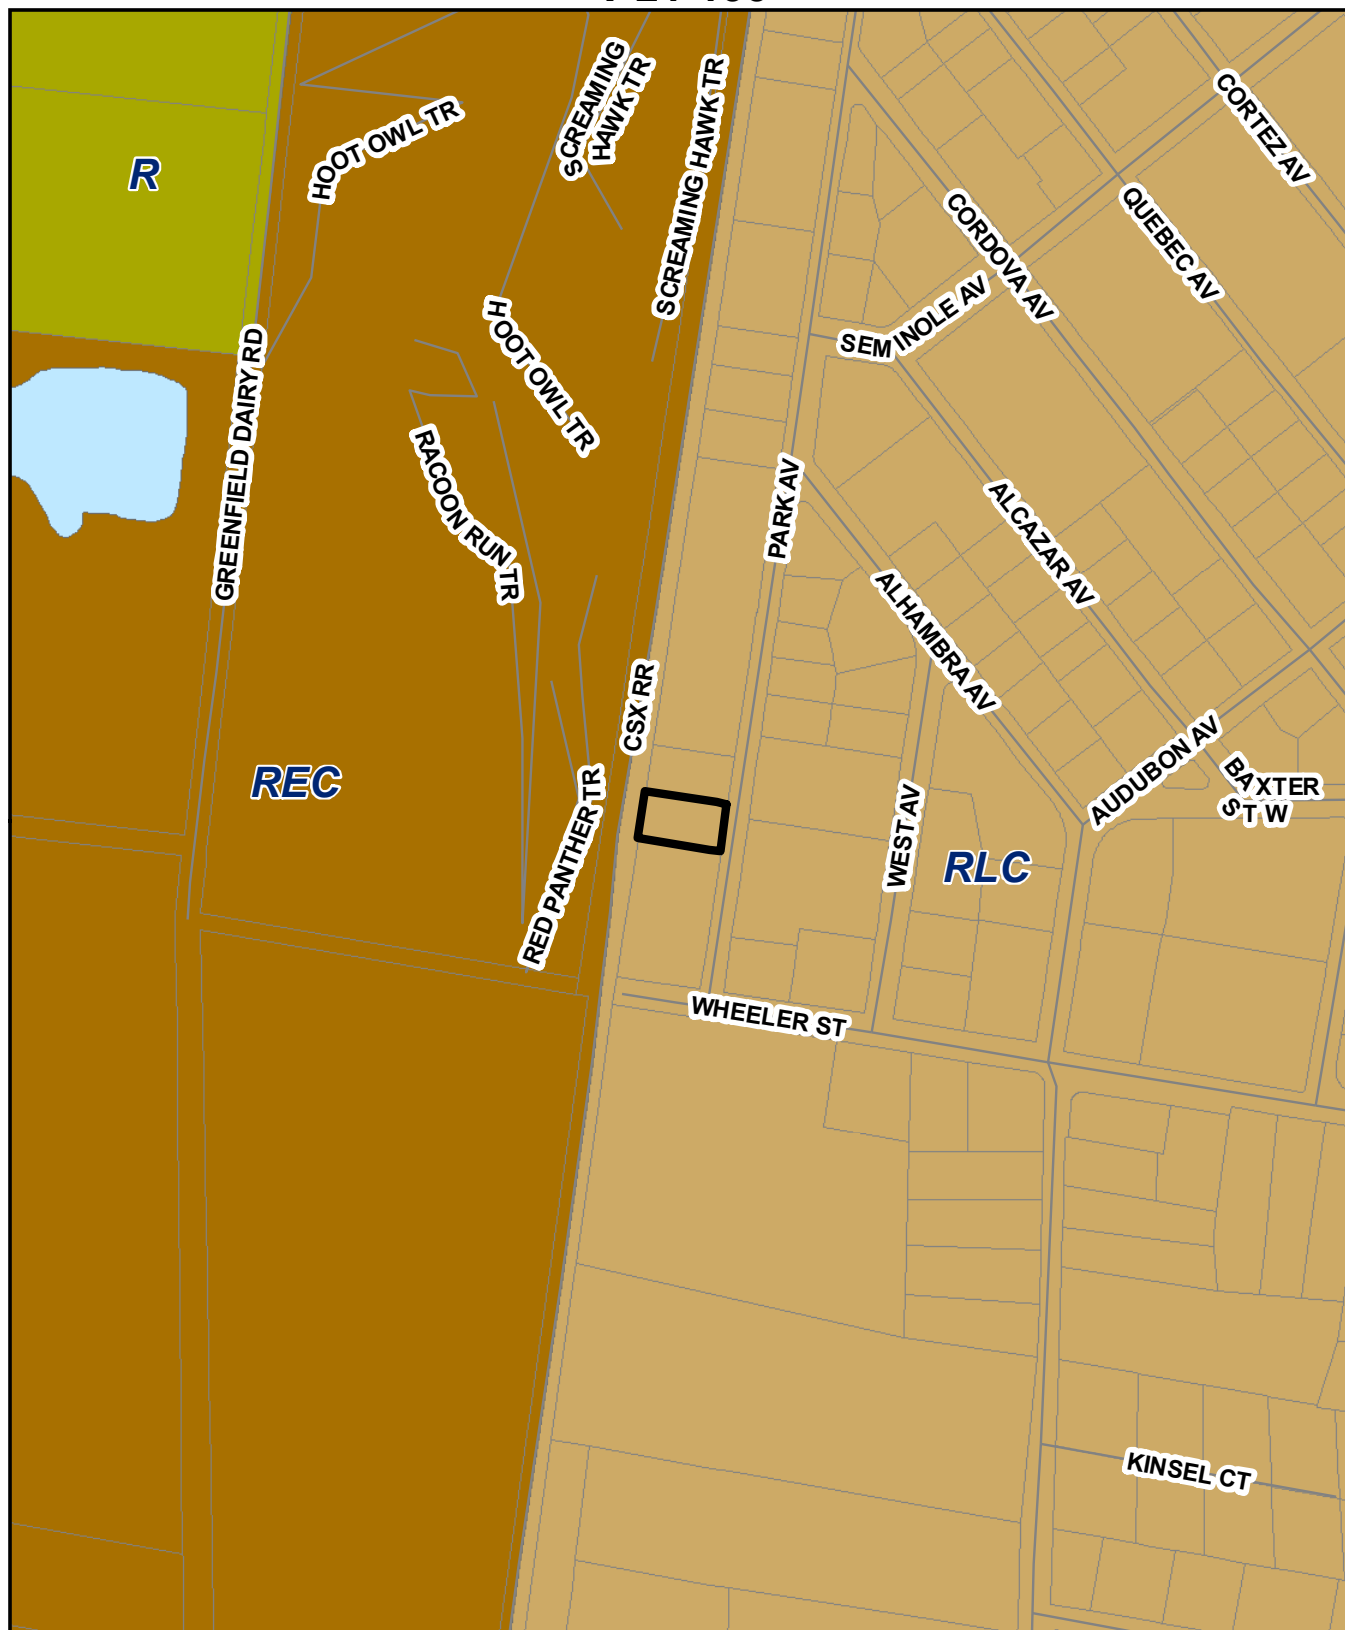 HOOT OWL TR
SCREAMING
HAWK TR
SCREAMING HAWK TR
CORTEZ AV
R
QUEBEC AV
CORDOVA AV
SEMINOLE AV
HOOT OWL TR
GREENFIELD DAIRY RD
RACOON RUN TR
PARK AV
ALCAZAR AV
ALHAMBRA AV
CSX RR
AUDUBON AV
BAXTER
ST W
REC
RED PANTHER TR
WEST AV
RLC
WHEELER ST
KINSEL CT